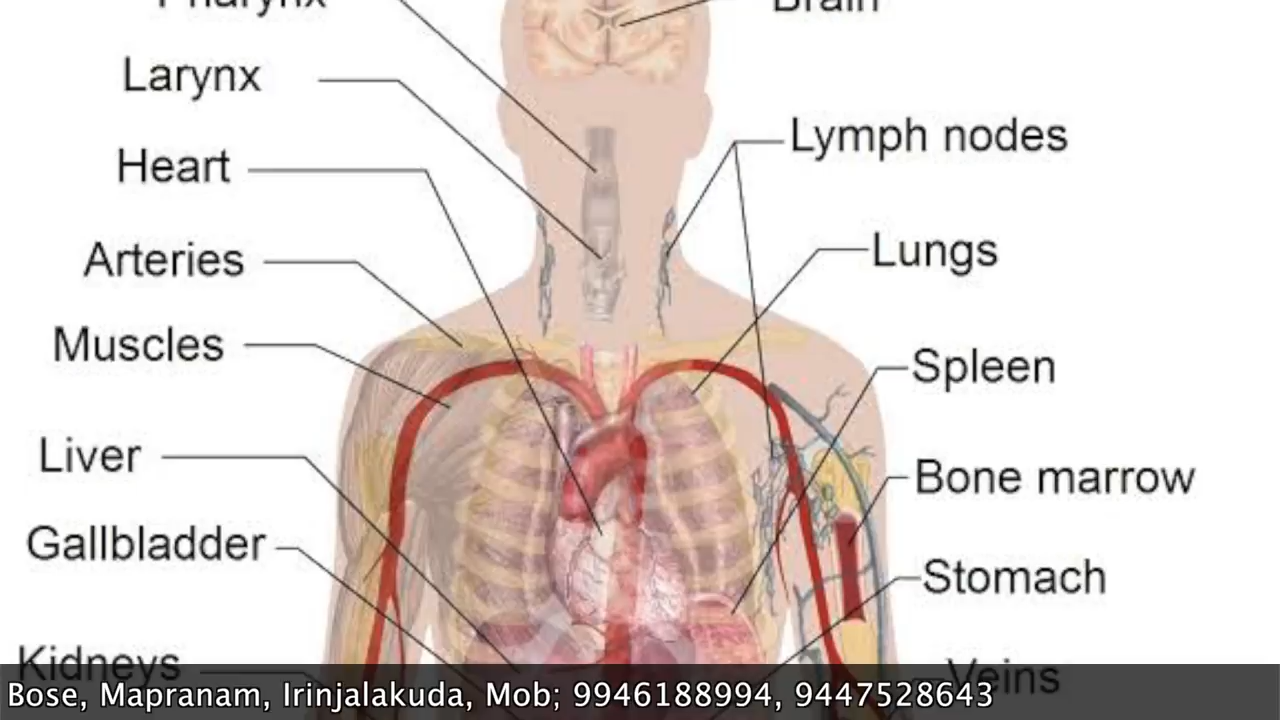 Pharynx
Brain
Larynx
Lymph nodes
Heart
Lungs
Arteries
Muscles
Spleen
Liver
Bone marrow
Gallbladder
Stomach
Kidneys
Veins
Bose, Mapranam, Irinjalakuda, Mob; 9946188994, 9447528643